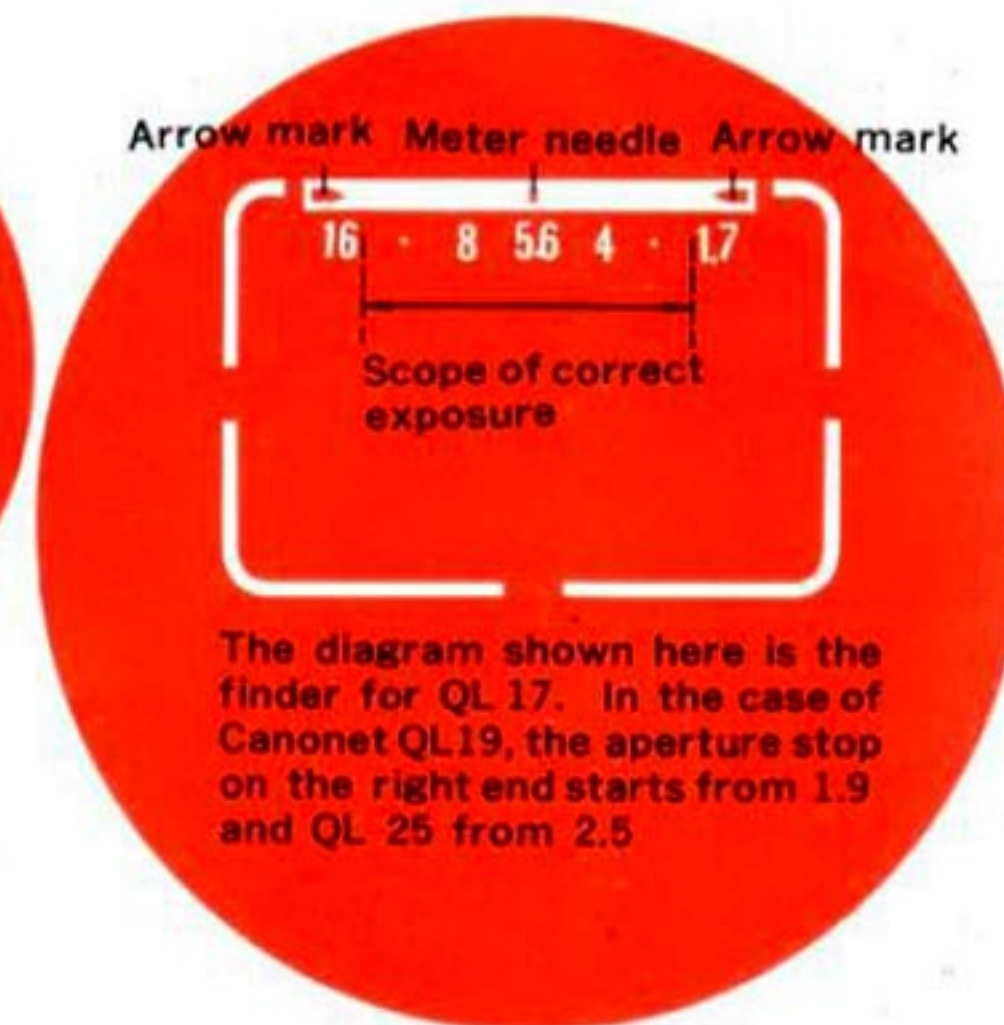 Arrow mark Meter needle Arrow mark
16 · 8 5.6 4 · 1.7
Scope of correct
exposure
The diagram shown here is the
finder for QL 17. In the case of
Canonet QL19, the aperture stop
on the right end starts from 1.9
and QL 25 from 2.5